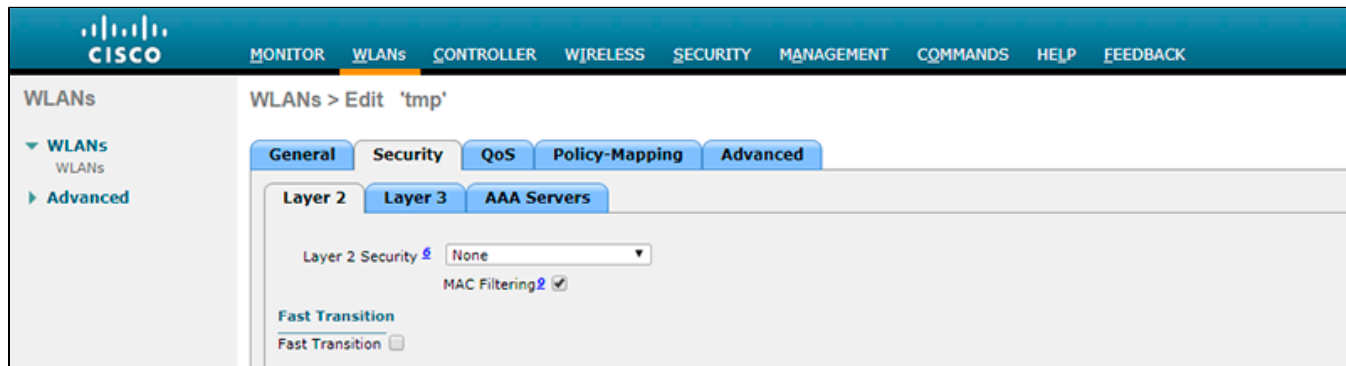 CISCO
MONITOR WLANs CONTROLLER WIRELESS SECURITY MANAGEMENT COMMANDS HELP FEEDBACK
WLANs
WLANs
WLANs
Advanced
WLANs > Edit 'tmp'
General Security QoS Policy-Mapping Advanced
Layer 2 Layer 3 AAA Servers
Layer 2 Security 6 None
MAC Filtering 9
Fast Transition
Fast Transition